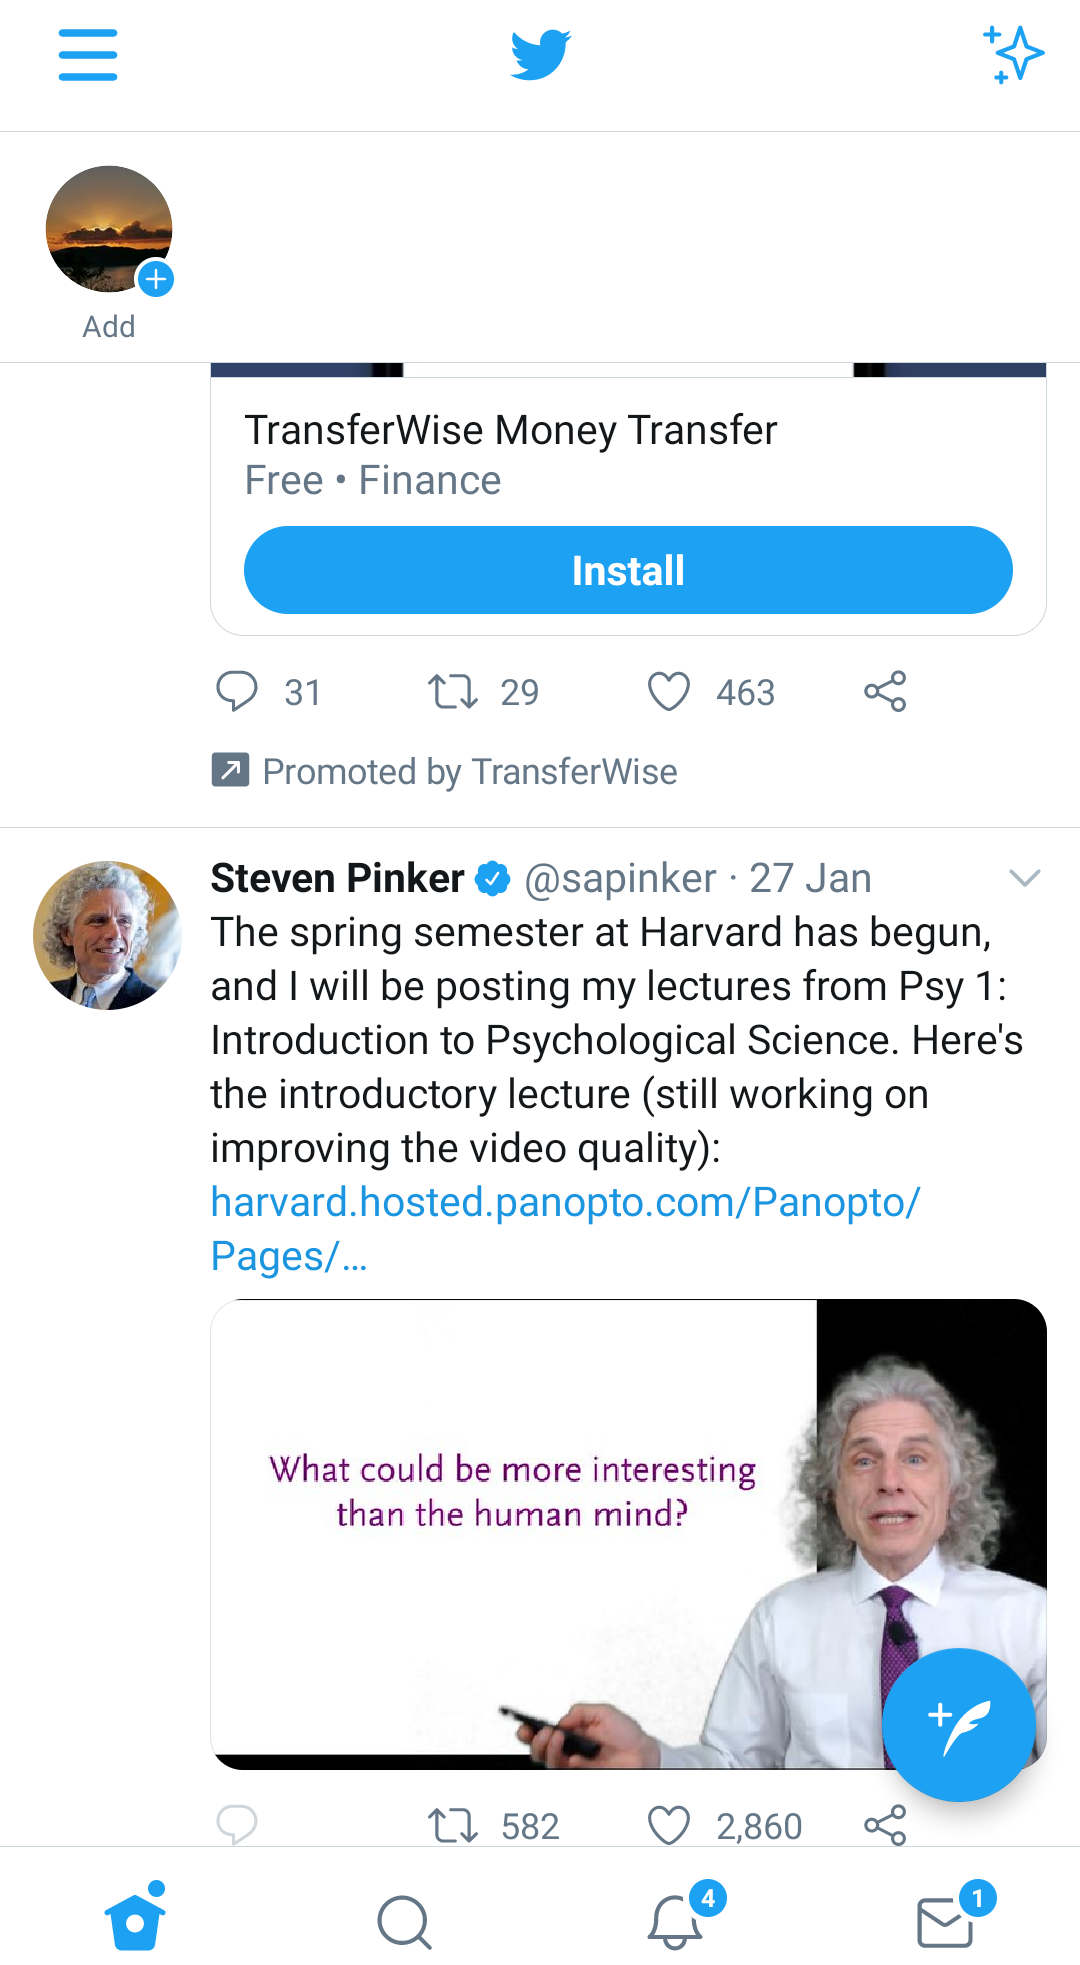 Add
TransferWise Money Transfer
Free • Finance
Install
31 29 463
Promoted by TransferWise
Steven Pinker @sapinker · 27 Jan
The spring semester at Harvard has begun,
and I will be posting my lectures from Psy 1:
Introduction to Psychological Science. Here's
the introductory lecture (still working on
improving the video quality):
harvard.hosted.panopto.com/Panopto/
Pages/…
What could be more interesting
than the human mind?
582 2,860
4 1